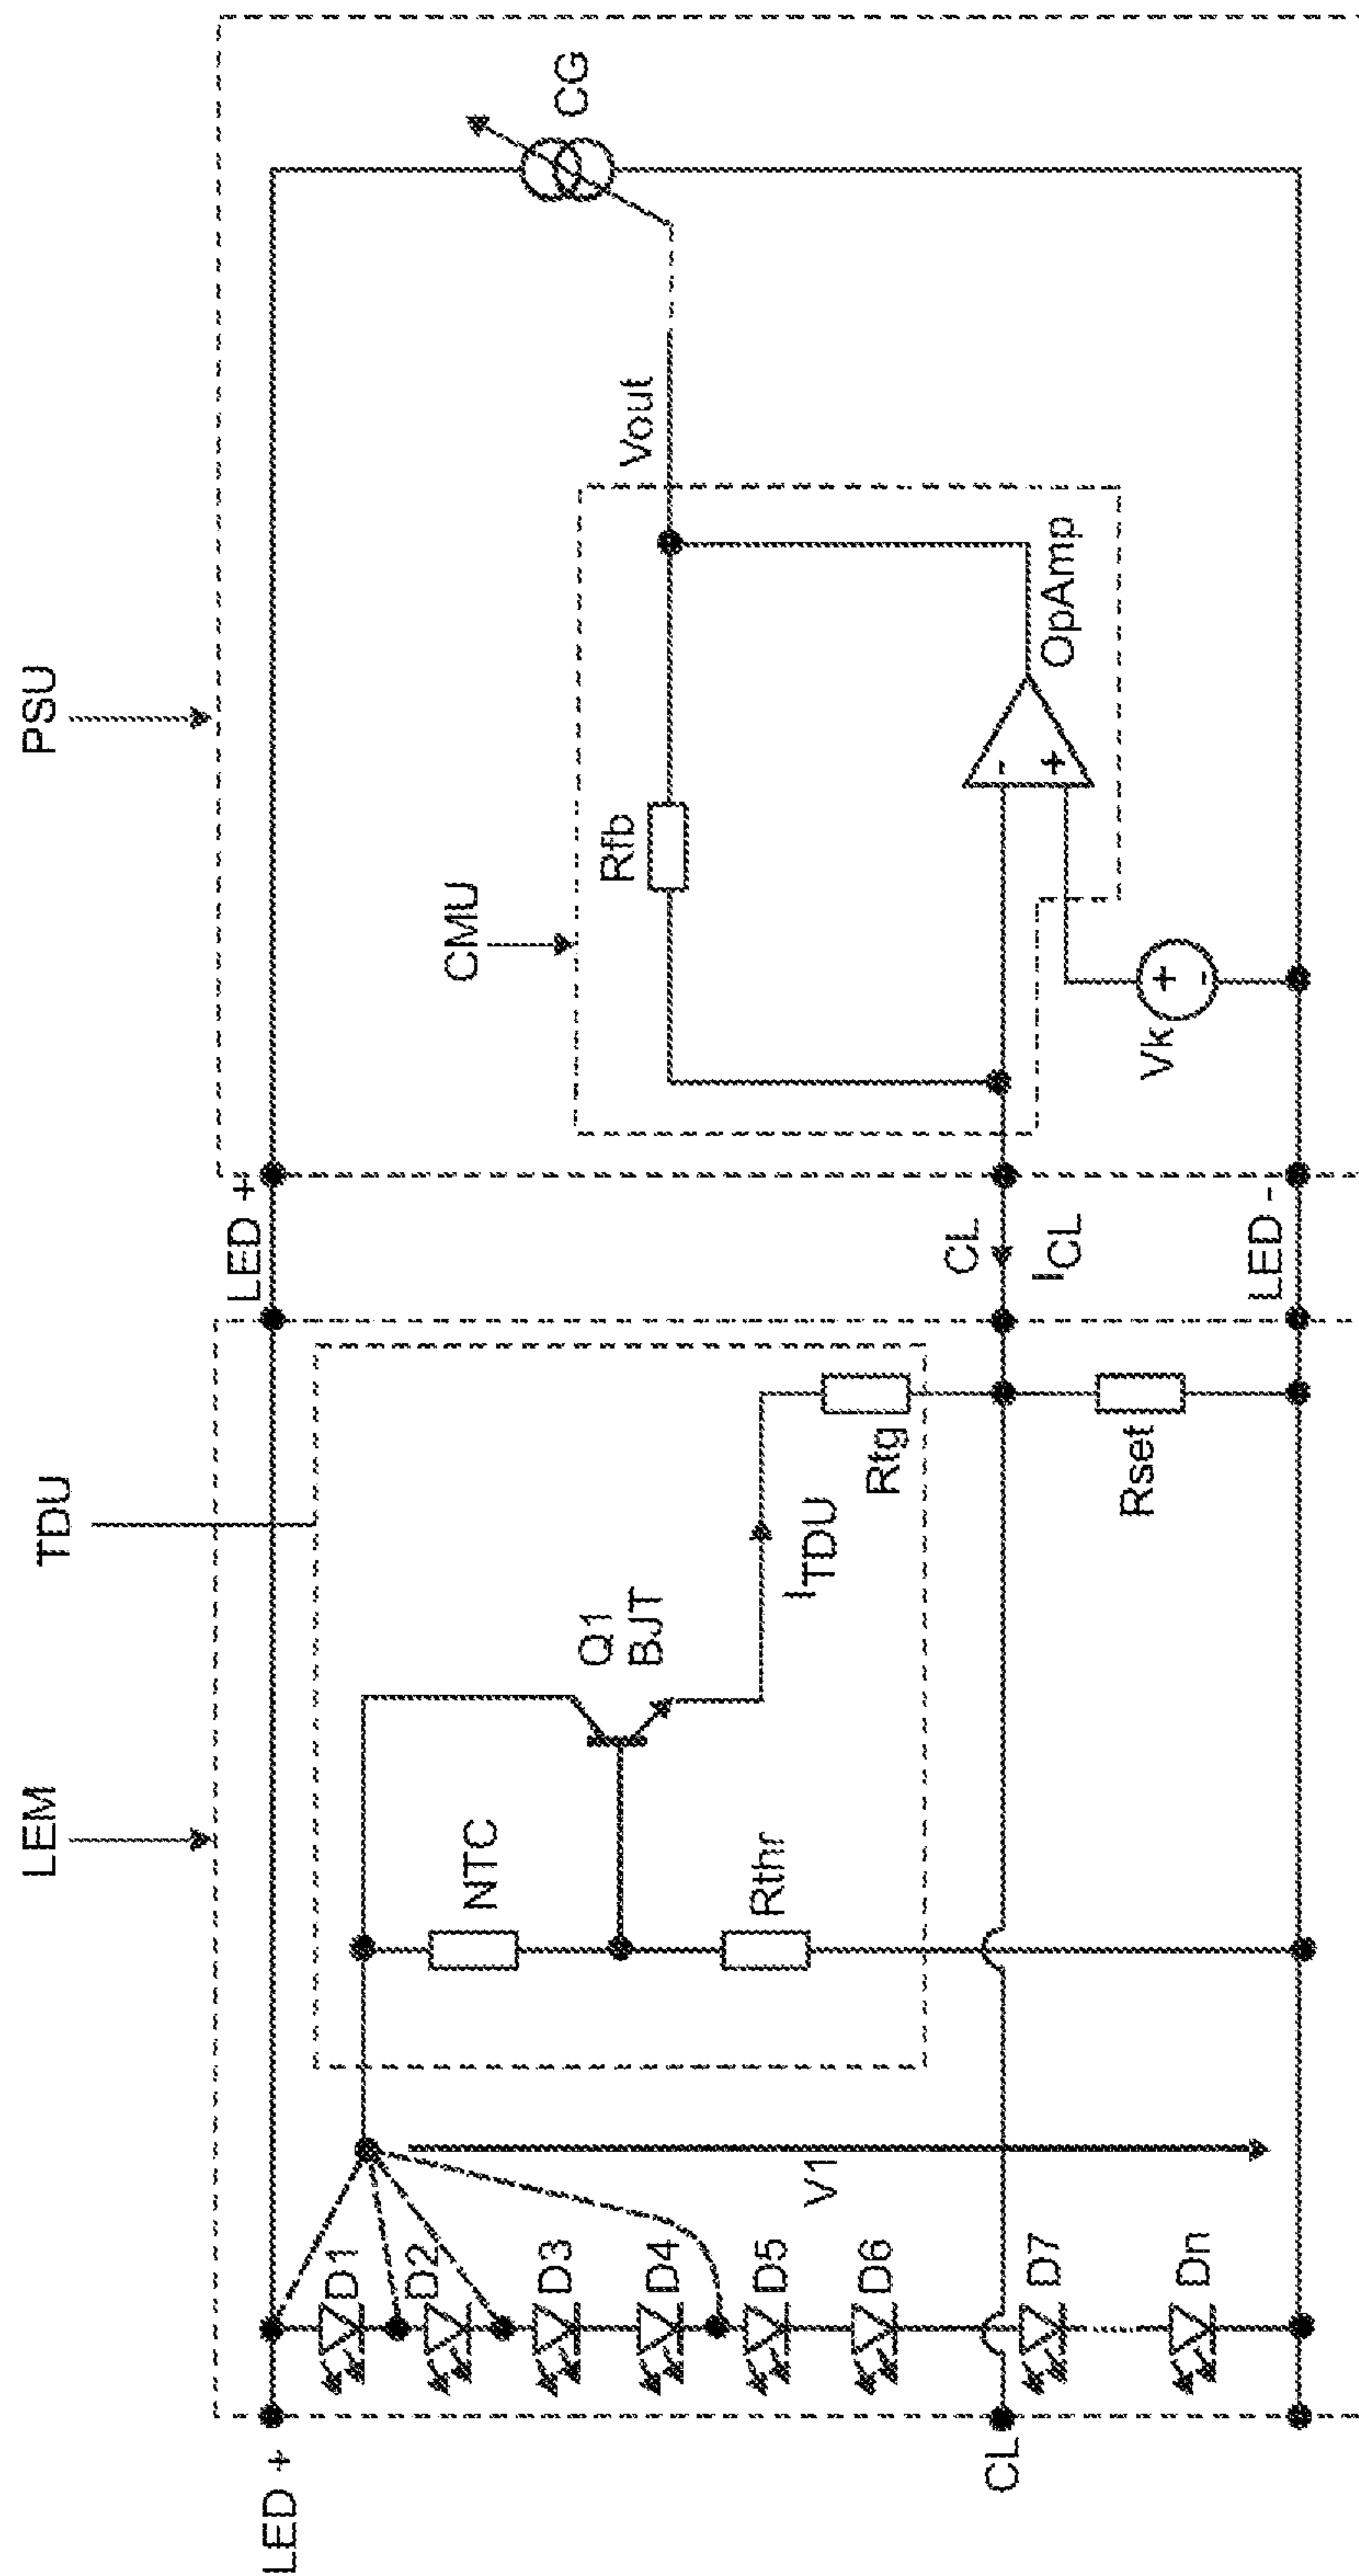 LEM
TDU
PSU
LED +
LED +
CG
CMU
Vout
Rfb
OpAmp
Q1
BJT
NTC
Rthr
ITDU
Rtg
CL
ICL
Rset
Vk
+
-
-
+
D1
D2
D3
D4
D5
D6
D7
Dn
V1
CL
LED -